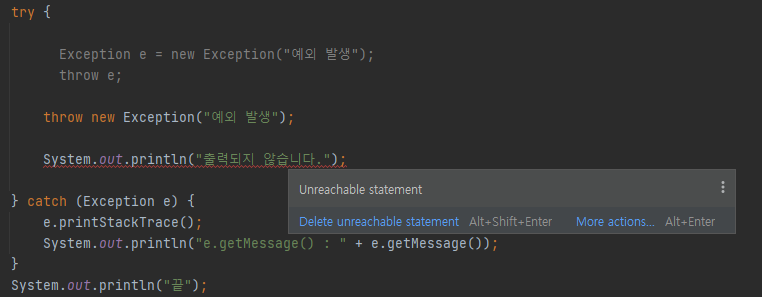 try {
Exception e = new Exception("예외 발생");
throw e;
throw new Exception("예외 발생");
System.out.println("출력되지 않습니다.");
Unreachable statement
Delete unreachable statement Alt+Shift+Enter More actions... Alt+Enter
} catch (Exception e) {
e.printStackTrace();
System.out.println("e.getMessage() : " + e.getMessage());
}
System.out.println("끝");